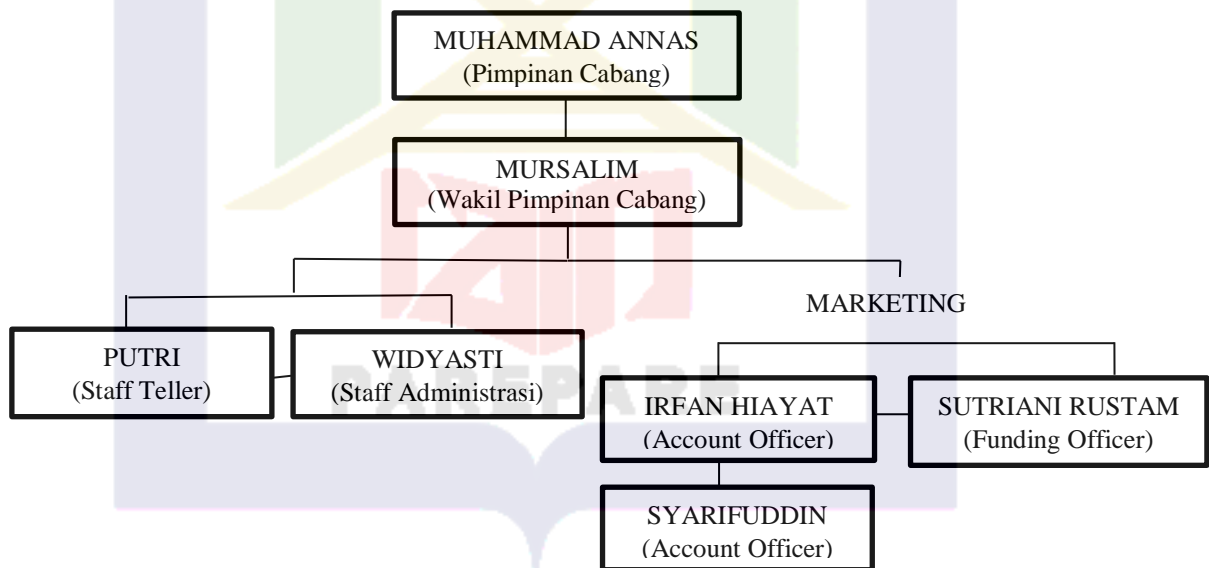 MUHAMMAD ANNAS
(Pimpinan Cabang)
MURSALIM
(Wakil Pimpinan Cabang)
MARKETING
PUTRI
(Staff Teller)
WIDYASTI
(Staff Administrasi)
IRFAN HIAYAT
(Account Officer)
SUTRIANI RUSTAM
(Funding Officer)
SYARIFUDDIN
(Account Officer)
PAREPARE